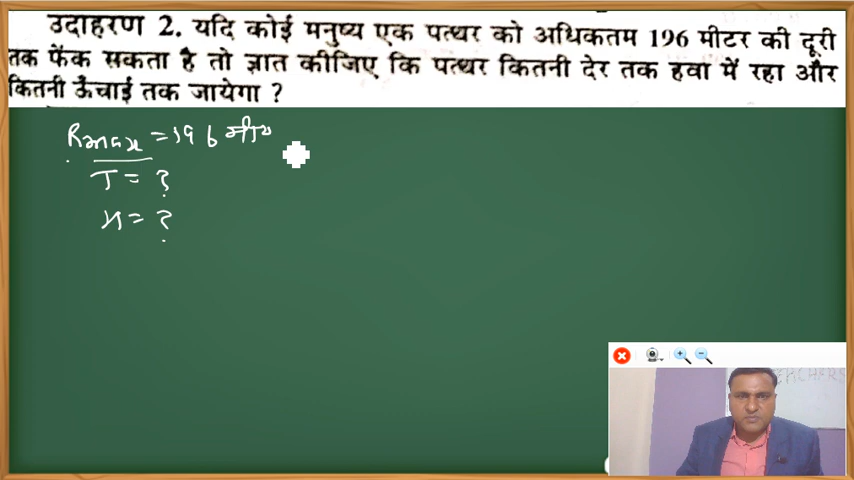 उदाहरण 2. यदि कोई मनुष्य एक पत्थर को अधिकतम 196 मीटर की दूरी
तक फेंक सकता है तो ज्ञात कीजिए कि पत्थर कितनी देर तक हवा में रहा और
कितनी ऊँचाई तक जायेगा ?
Rmax = 196 मीटर
T = ?
H = ?